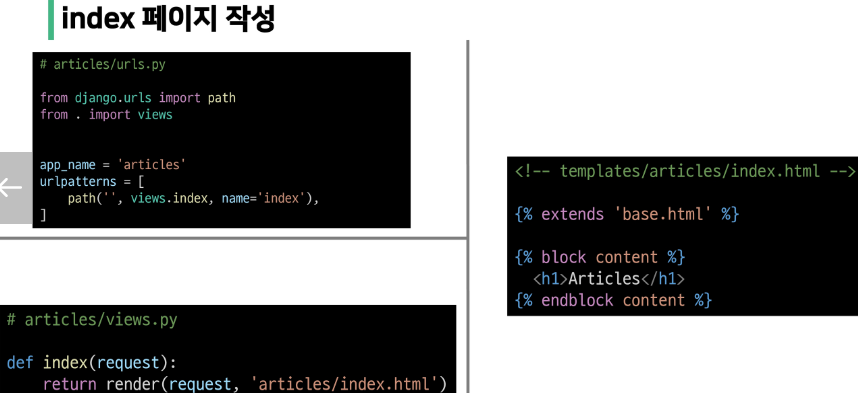 index 페이지 작성
# articles/urls.py
from django.urls import path
from . import views
app_name = 'articles'
urlpatterns = [
    path('', views.index, name='index'),
]
# articles/views.py
def index(request):
    return render(request, 'articles/index.html')
<!-- templates/articles/index.html -->
{% extends 'base.html' %}
{% block content %}
  <h1>Articles</h1>
{% endblock content %}